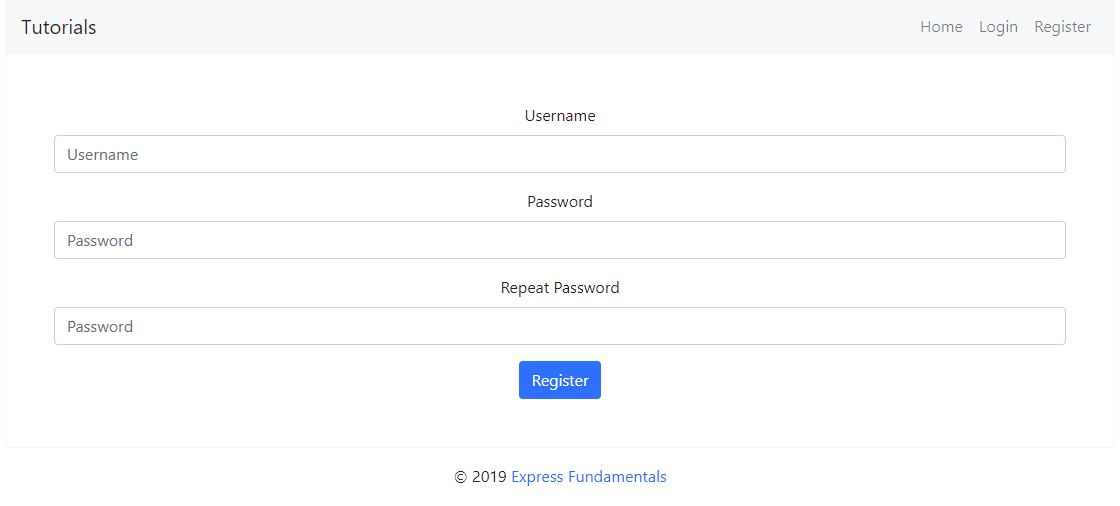 Tutorials Home Login Register
Username
Username
Password
Password
Repeat Password
Password
Register
© 2019 Express Fundamentals